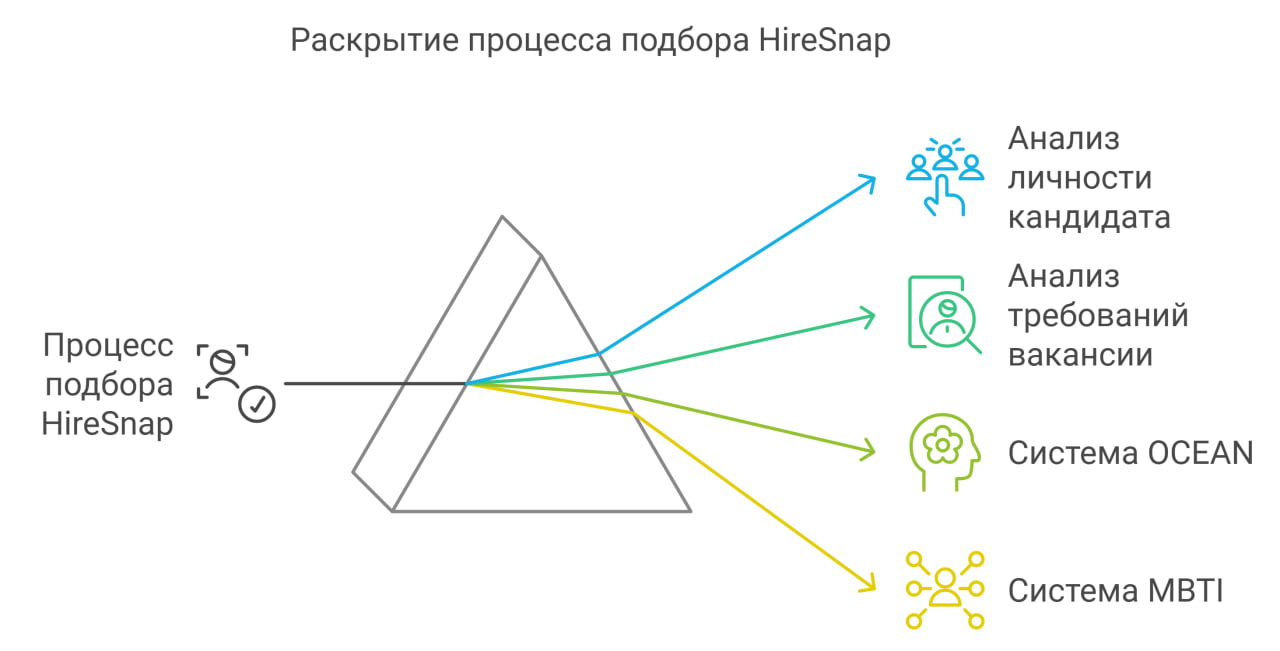 Раскрытие процесса подбора HireSnap
Процесс
подбора
HireSnap
Анализ
личности
кандидата
Анализ
требований
вакансии
Система OCEAN
Система MBTI